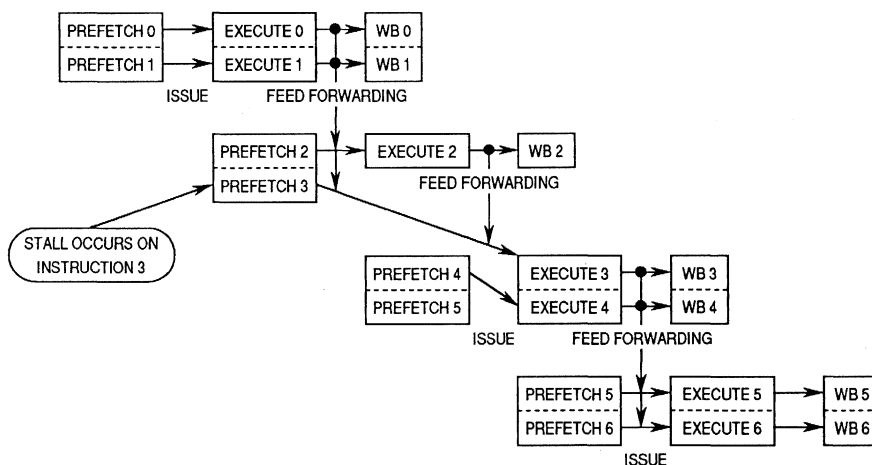 PREFETCH 0 EXECUTE 0 WB 0
PREFETCH 1 EXECUTE 1 WB 1
ISSUE FEED FORWARDING
PREFETCH 2 EXECUTE 2 WB 2
PREFETCH 3 FEED FORWARDING
STALL OCCURS ON
INSTRUCTION 3
PREFETCH 4 EXECUTE 3 WB 3
PREFETCH 5 EXECUTE 4 WB 4
ISSUE FEED FORWARDING
PREFETCH 5 EXECUTE 5 WB 5
PREFETCH 6 EXECUTE 6 WB 6
ISSUE